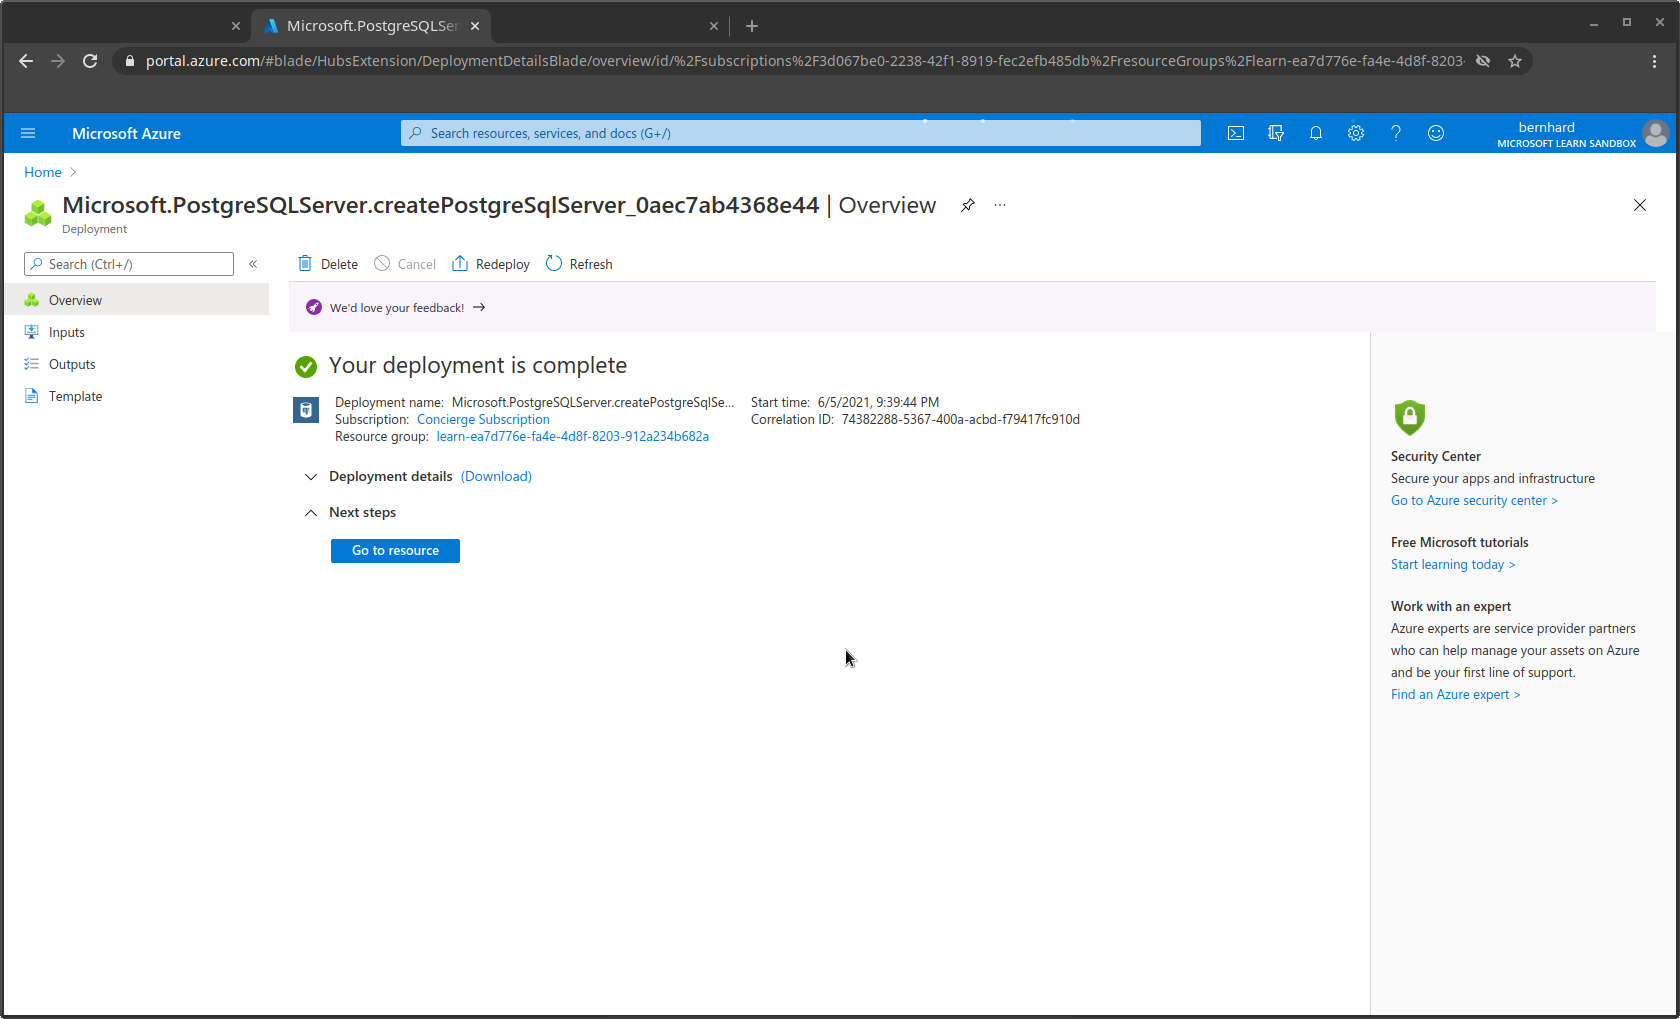 Microsoft.PostgreSQLSer
portal.azure.com/#blade/HubsExtension/DeploymentDetailsBlade/overview/id/%2Fsubscriptions%2F3d067be0-2238-42f1-8919-fec2efb485db%2FresourceGroups%2Flearn-ea7d776e-fa4e-4d8f-8203-
Microsoft Azure
Search resources, services, and docs (G+/)
bernhard
MICROSOFT LEARN SANDBOX
Home >
Microsoft.PostgreSQLServer.createPostgreSqlServer_0aec7ab4368e44 | Overview
Deployment
Search (Ctrl+/)
«
Delete
Cancel
Redeploy
Refresh
Overview
Inputs
Outputs
Template
We'd love your feedback! →
Your deployment is complete
Deployment name: Microsoft.PostgreSQLServer.createPostgreSqlSe...
Subscription: Concierge Subscription
Resource group: learn-ea7d776e-fa4e-4d8f-8203-912a234b682a
Start time: 6/5/2021, 9:39:44 PM
Correlation ID: 74382288-5367-400a-acbd-f79417fc910d
Deployment details (Download)
Next steps
Go to resource
Security Center
Secure your apps and infrastructure
Go to Azure security center >
Free Microsoft tutorials
Start learning today >
Work with an expert
Azure experts are service provider partners
who can help manage your assets on Azure
and be your first line of support.
Find an Azure expert >